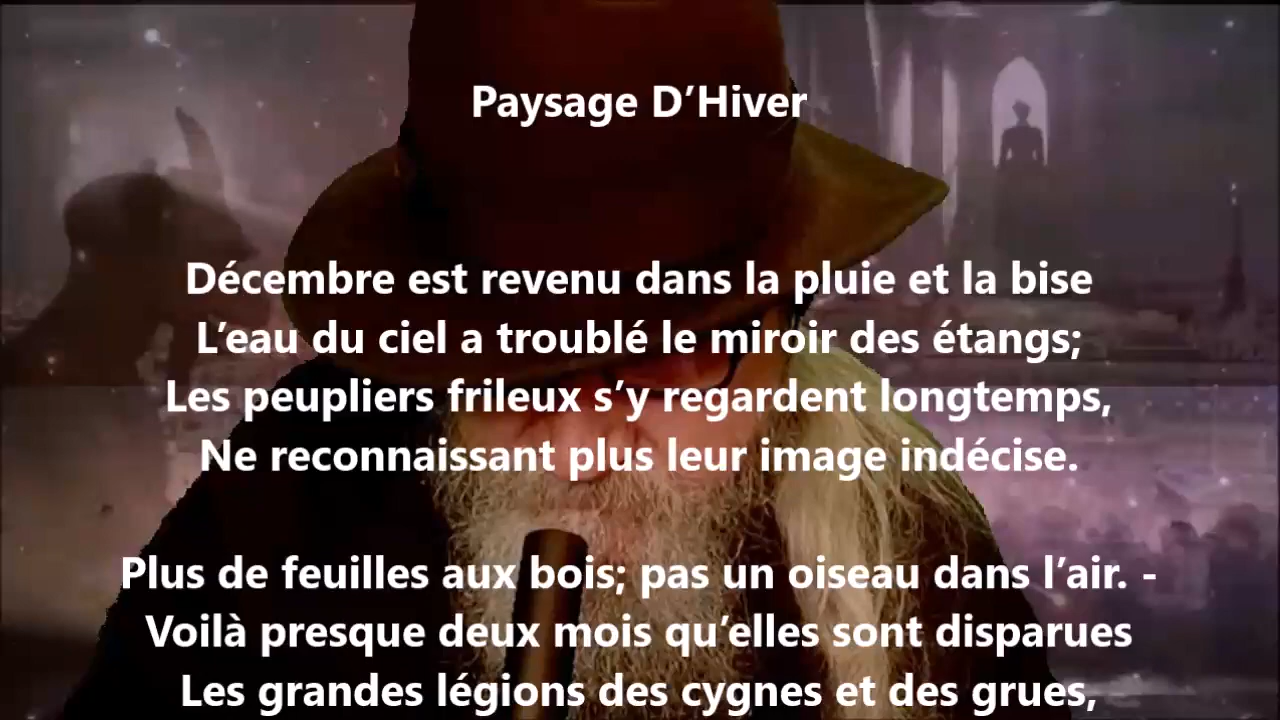 Paysage D’Hiver
Décembre est revenu dans la pluie et la bise
L’eau du ciel a troublé le miroir des étangs;
Les peupliers frileux s’y regardent longtemps,
Ne reconnaissant plus leur image indécise.
Plus de feuilles aux bois; pas un oiseau dans l’air. -
Voilà presque deux mois qu’elles sont disparues
Les grandes légions des cygnes et des grues,